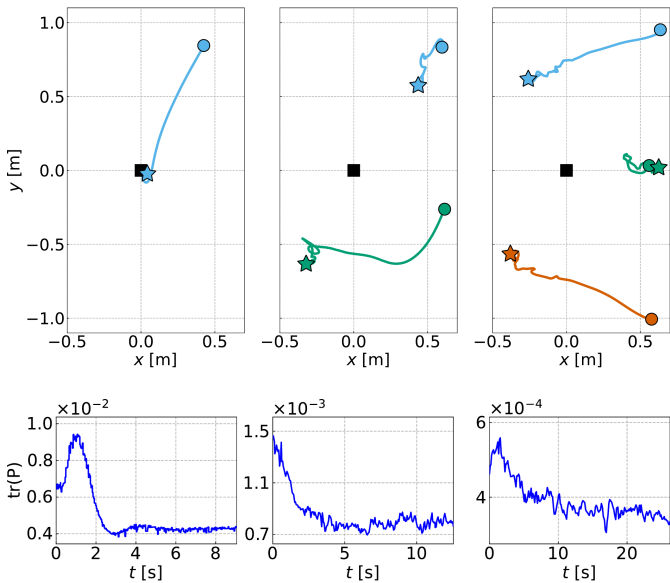 1.0
0.5
0.0
−0.5
−1.0
y [m]
−0.5 0.0 0.5
x [m]
−0.5 0.0 0.5
x [m]
−0.5 0.0 0.5
x [m]
×10⁻²
1.0
0.8
0.6
0.4
tr(P)
0 2 4 6 8
t [s]
×10⁻³
1.5
1.1
0.7
0 5 10
t [s]
×10⁻⁴
6
4
0 10 20
t [s]